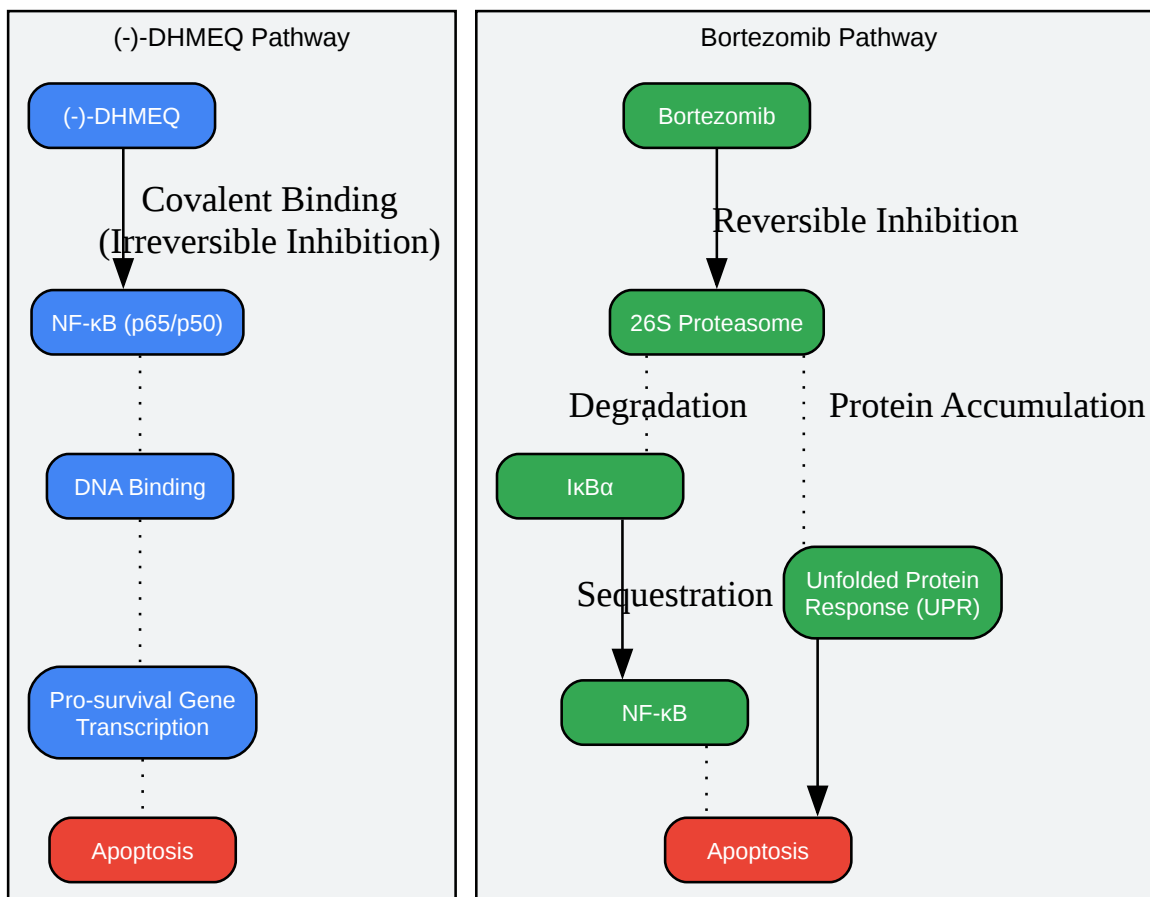 (-)-DHMEQ Pathway
(-)-DHMEQ
Covalent Binding
(Irreversible Inhibition)
NF-κB (p65/p50)
DNA Binding
Pro-survival Gene
Transcription
Apoptosis
Bortezomib Pathway
Bortezomib
Reversible Inhibition
26S Proteasome
Degradation
Protein Accumulation
IκBα
Sequestration
Unfolded Protein
Response (UPR)
NF-κB
Apoptosis